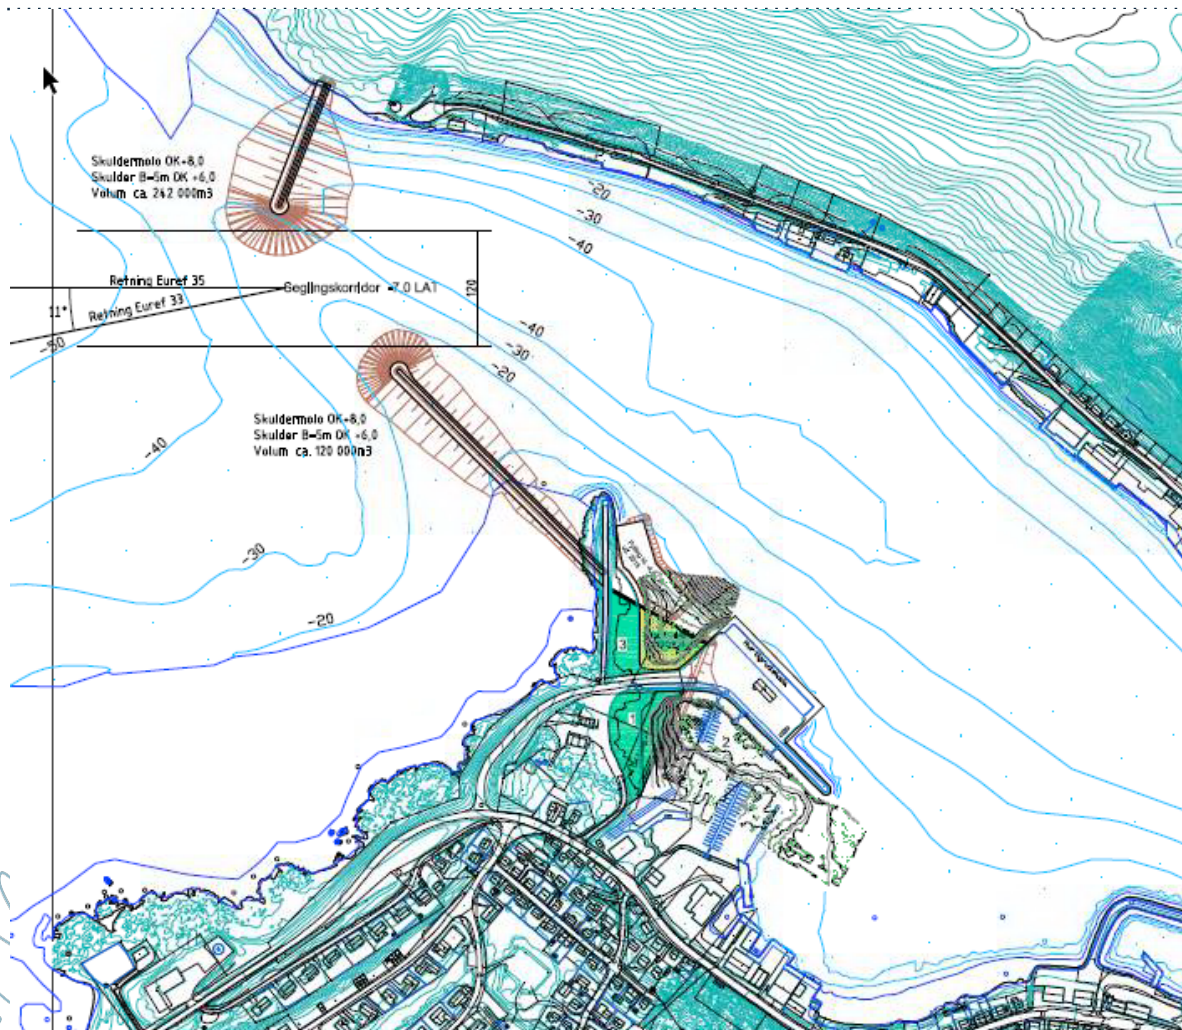 Skuldermolo OK+8,0
Skulder B=5m OK +6,0
Volum ca. 242 000m3
-20
-30
-40
Retning Euref 35
Seglingskorridor -7.0 LAT
120
11°
Retning Euref 33
-50
-40
-30
-20
Skuldermolo OK+8,0
Skulder B=5m OK +6,0
Volum ca. 120 000m3
-40
-30
-20
3
1
2